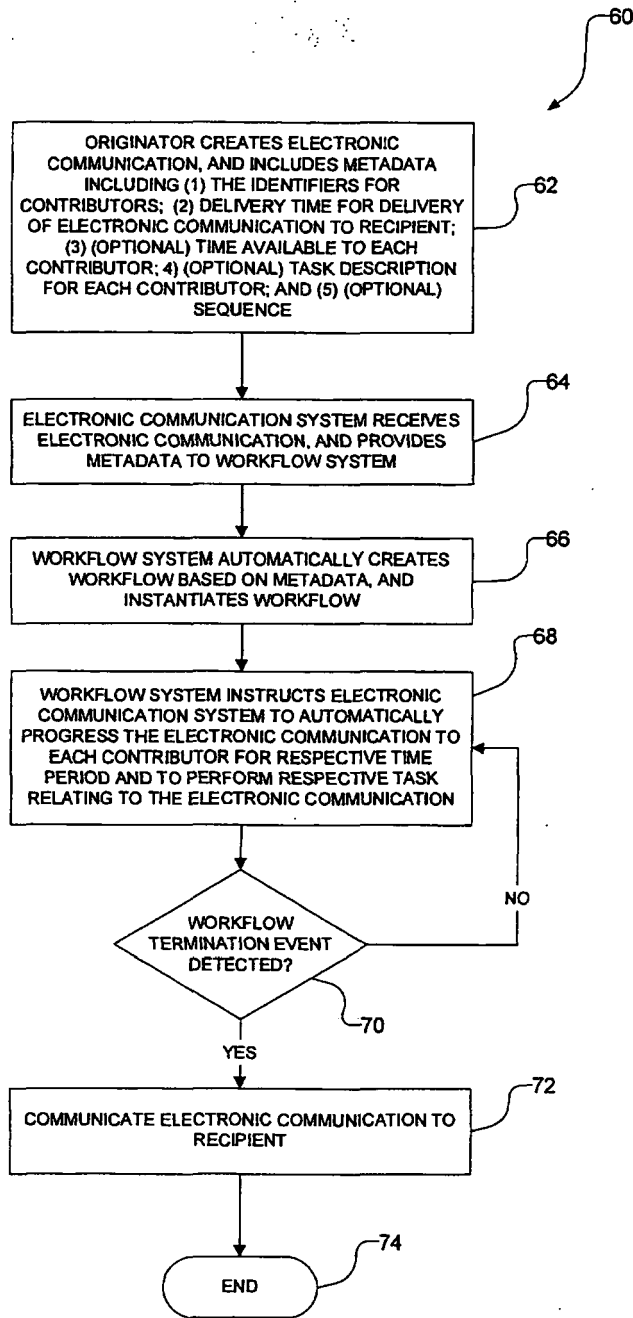 60
ORIGINATOR CREATES ELECTRONIC
COMMUNICATION, AND INCLUDES METADATA
INCLUDING (1) THE IDENTIFIERS FOR
CONTRIBUTORS; (2) DELIVERY TIME FOR DELIVERY
OF ELECTRONIC COMMUNICATION TO RECIPIENT;
(3) (OPTIONAL) TIME AVAILABLE TO EACH
CONTRIBUTOR; 4) (OPTIONAL) TASK DESCRIPTION
FOR EACH CONTRIBUTOR; AND (5) (OPTIONAL)
SEQUENCE
62
64
ELECTRONIC COMMUNICATION SYSTEM RECEIVES
ELECTRONIC COMMUNICATION, AND PROVIDES
METADATA TO WORKFLOW SYSTEM
66
WORKFLOW SYSTEM AUTOMATICALLY CREATES
WORKFLOW BASED ON METADATA, AND
INSTANTIATES WORKFLOW
68
WORKFLOW SYSTEM INSTRUCTS ELECTRONIC
COMMUNICATION SYSTEM TO AUTOMATICALLY
PROGRESS THE ELECTRONIC COMMUNICATION TO
EACH CONTRIBUTOR FOR RESPECTIVE TIME
PERIOD AND TO PERFORM RESPECTIVE TASK
RELATING TO THE ELECTRONIC COMMUNICATION
NO
WORKFLOW
TERMINATION EVENT
DETECTED?
70
YES
72
COMMUNICATE ELECTRONIC COMMUNICATION TO
RECIPIENT
74
END